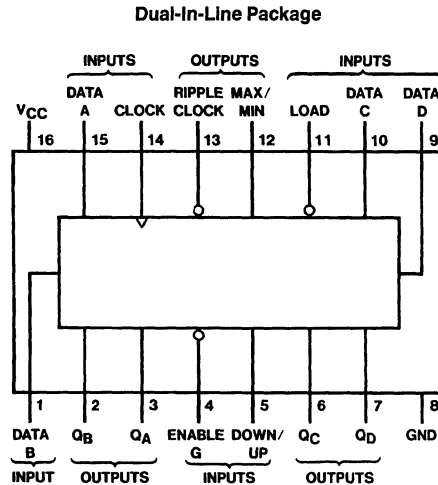 Dual-In-Line Package
INPUTS OUTPUTS INPUTS
DATA RIPPLE MAX/ DATA DATA
VCC A CLOCK CLOCK MIN LOAD C D
16 15 14 13 12 11 10 9
1 2 3 4 5 6 7 8
DATA QB QA ENABLE DOWN/ QC QD GND
B G UP
INPUT OUTPUTS INPUTS OUTPUTS